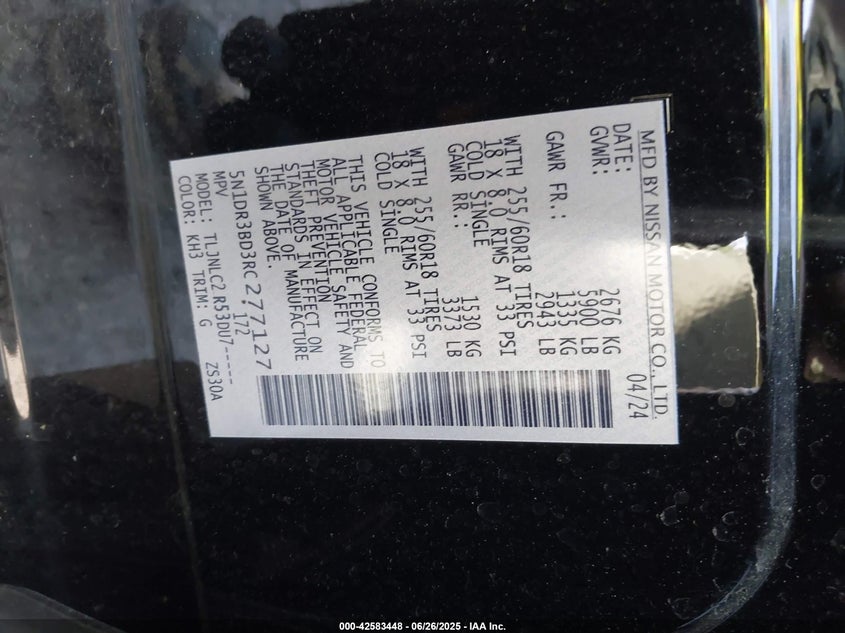 MFD BY NISSAN MOTOR CO., LTD.
DATE: 04/24
GVWR: 2676 KG
5900 LB
GAWR FR.: 1335 KG
2943 LB
WITH 255/60R18 TIRES
18 X 8.0 RIMS AT 33 PSI
COLD SINGLE
GAWR RR.: 1530 KG
3373 LB
WITH 255/60R18 TIRES
18 X 8.0 RIMS AT 33 PSI
COLD SINGLE
THIS VEHICLE CONFORMS TO
ALL APPLICABLE FEDERAL
MOTOR VEHICLE SAFETY AND
THEFT PREVENTION
STANDARDS IN EFFECT ON
THE DATE OF MANUFACTURE
SHOWN ABOVE.
5N1DR3BD3RC277127
MPV ; 172
MODEL: TLJNLC2 R53DU7-----
COLOR: KH3 TRIM: G ZS30A
000-42583448 - 06/26/2025 - IAA Inc.